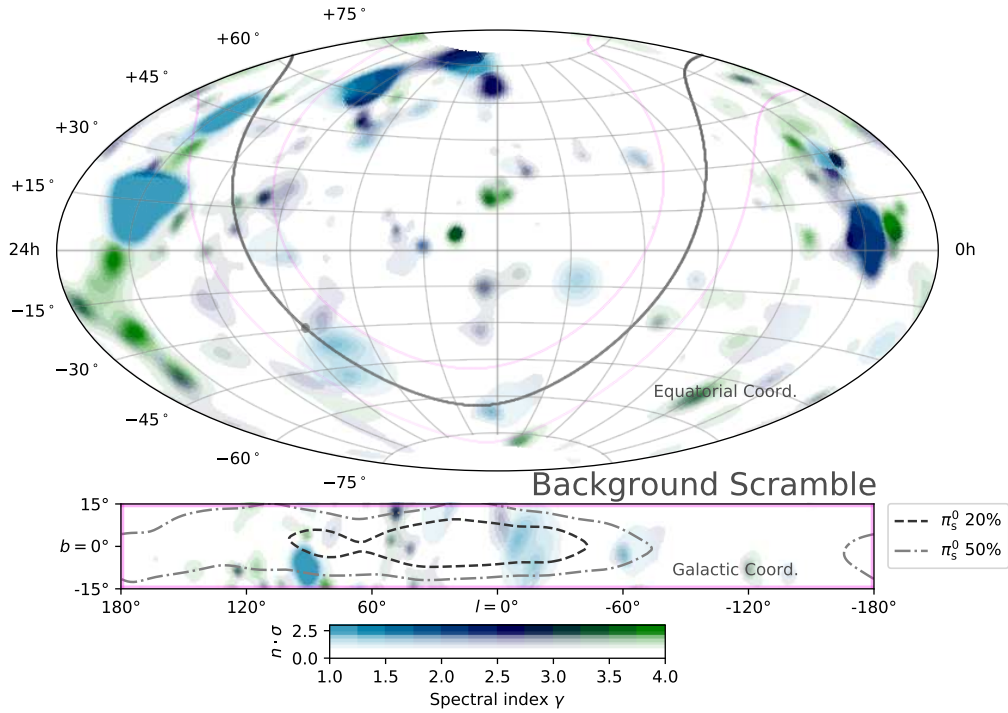 +75°
+60°
+45°
+30°
+15°
24h
0h
−15°
−30°
−45°
−60°
−75°
Equatorial Coord.
Background Scramble
15°
b=0°
-15°
Galactic Coord.
180° 120° 60° l=0° -60° -120° -180°
π⁰ₛ 20%
π⁰ₛ 50%
n·σ
2.5
0.0
1.0 1.5 2.0 2.5 3.0 3.5 4.0
Spectral index γ